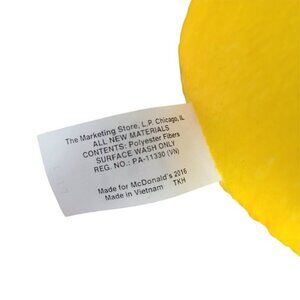 The Marketing Store, L.P. Chicago, IL
ALL NEW MATERIALS
CONTENTS: Polyester Fibers
SURFACE WASH ONLY
REG. NO.: PA-11330 (VN)
Made for McDonald's 2016
Made in Vietnam TKH